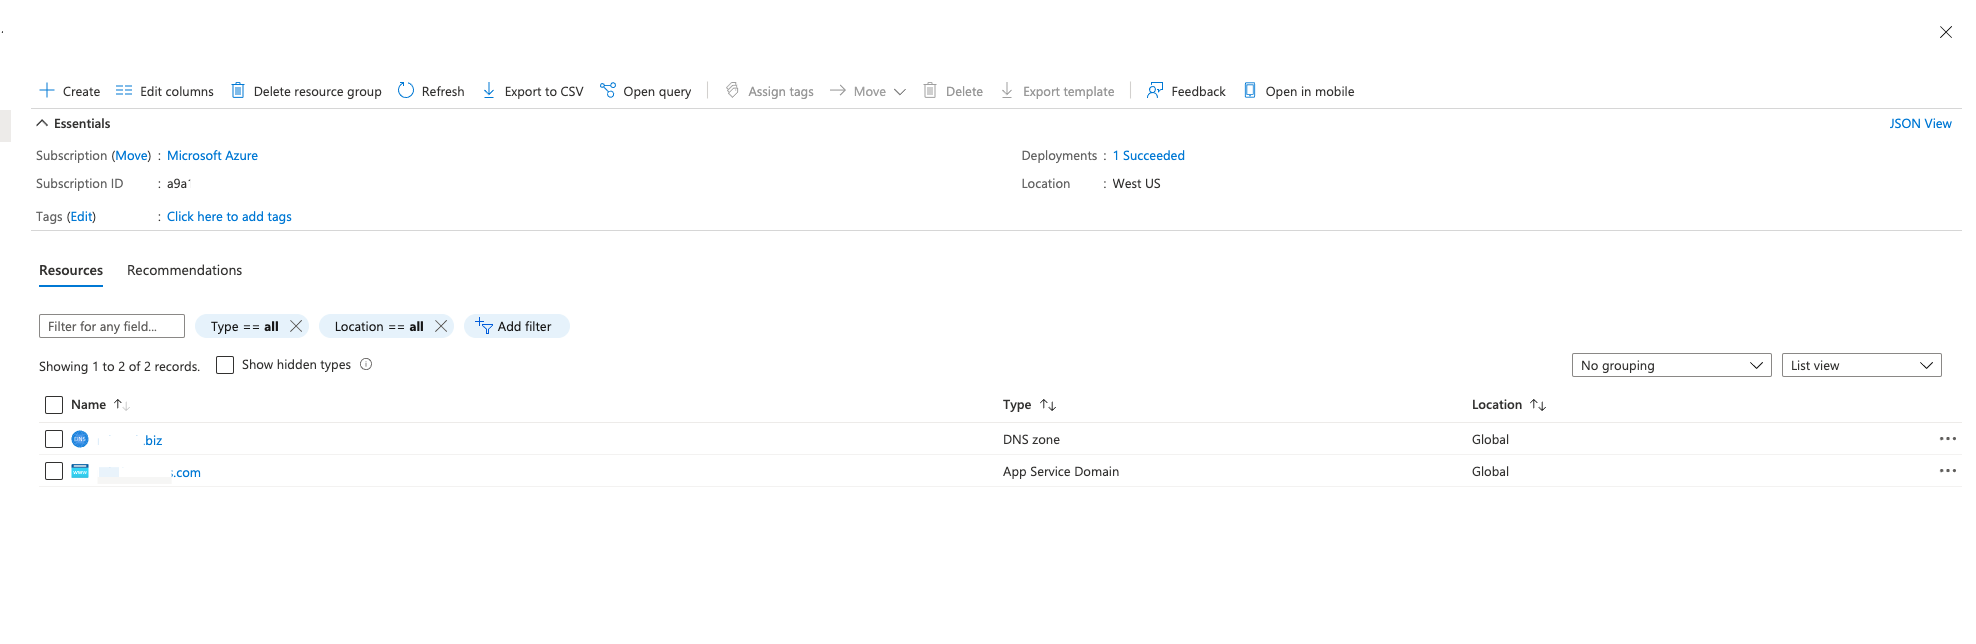 Create Edit columns Delete resource group Refresh Export to CSV Open query Assign tags Move Delete Export template Feedback Open in mobile
Essentials JSON View
Subscription (Move) : Microsoft Azure Deployments : 1 Succeeded
Subscription ID : a9a Location : West US
Tags (Edit) : Click here to add tags
Resources Recommendations
Filter for any field... Type == all Location == all Add filter
Showing 1 to 2 of 2 records. Show hidden types No grouping List view
Name Type Location
.biz DNS zone Global
s.com App Service Domain Global